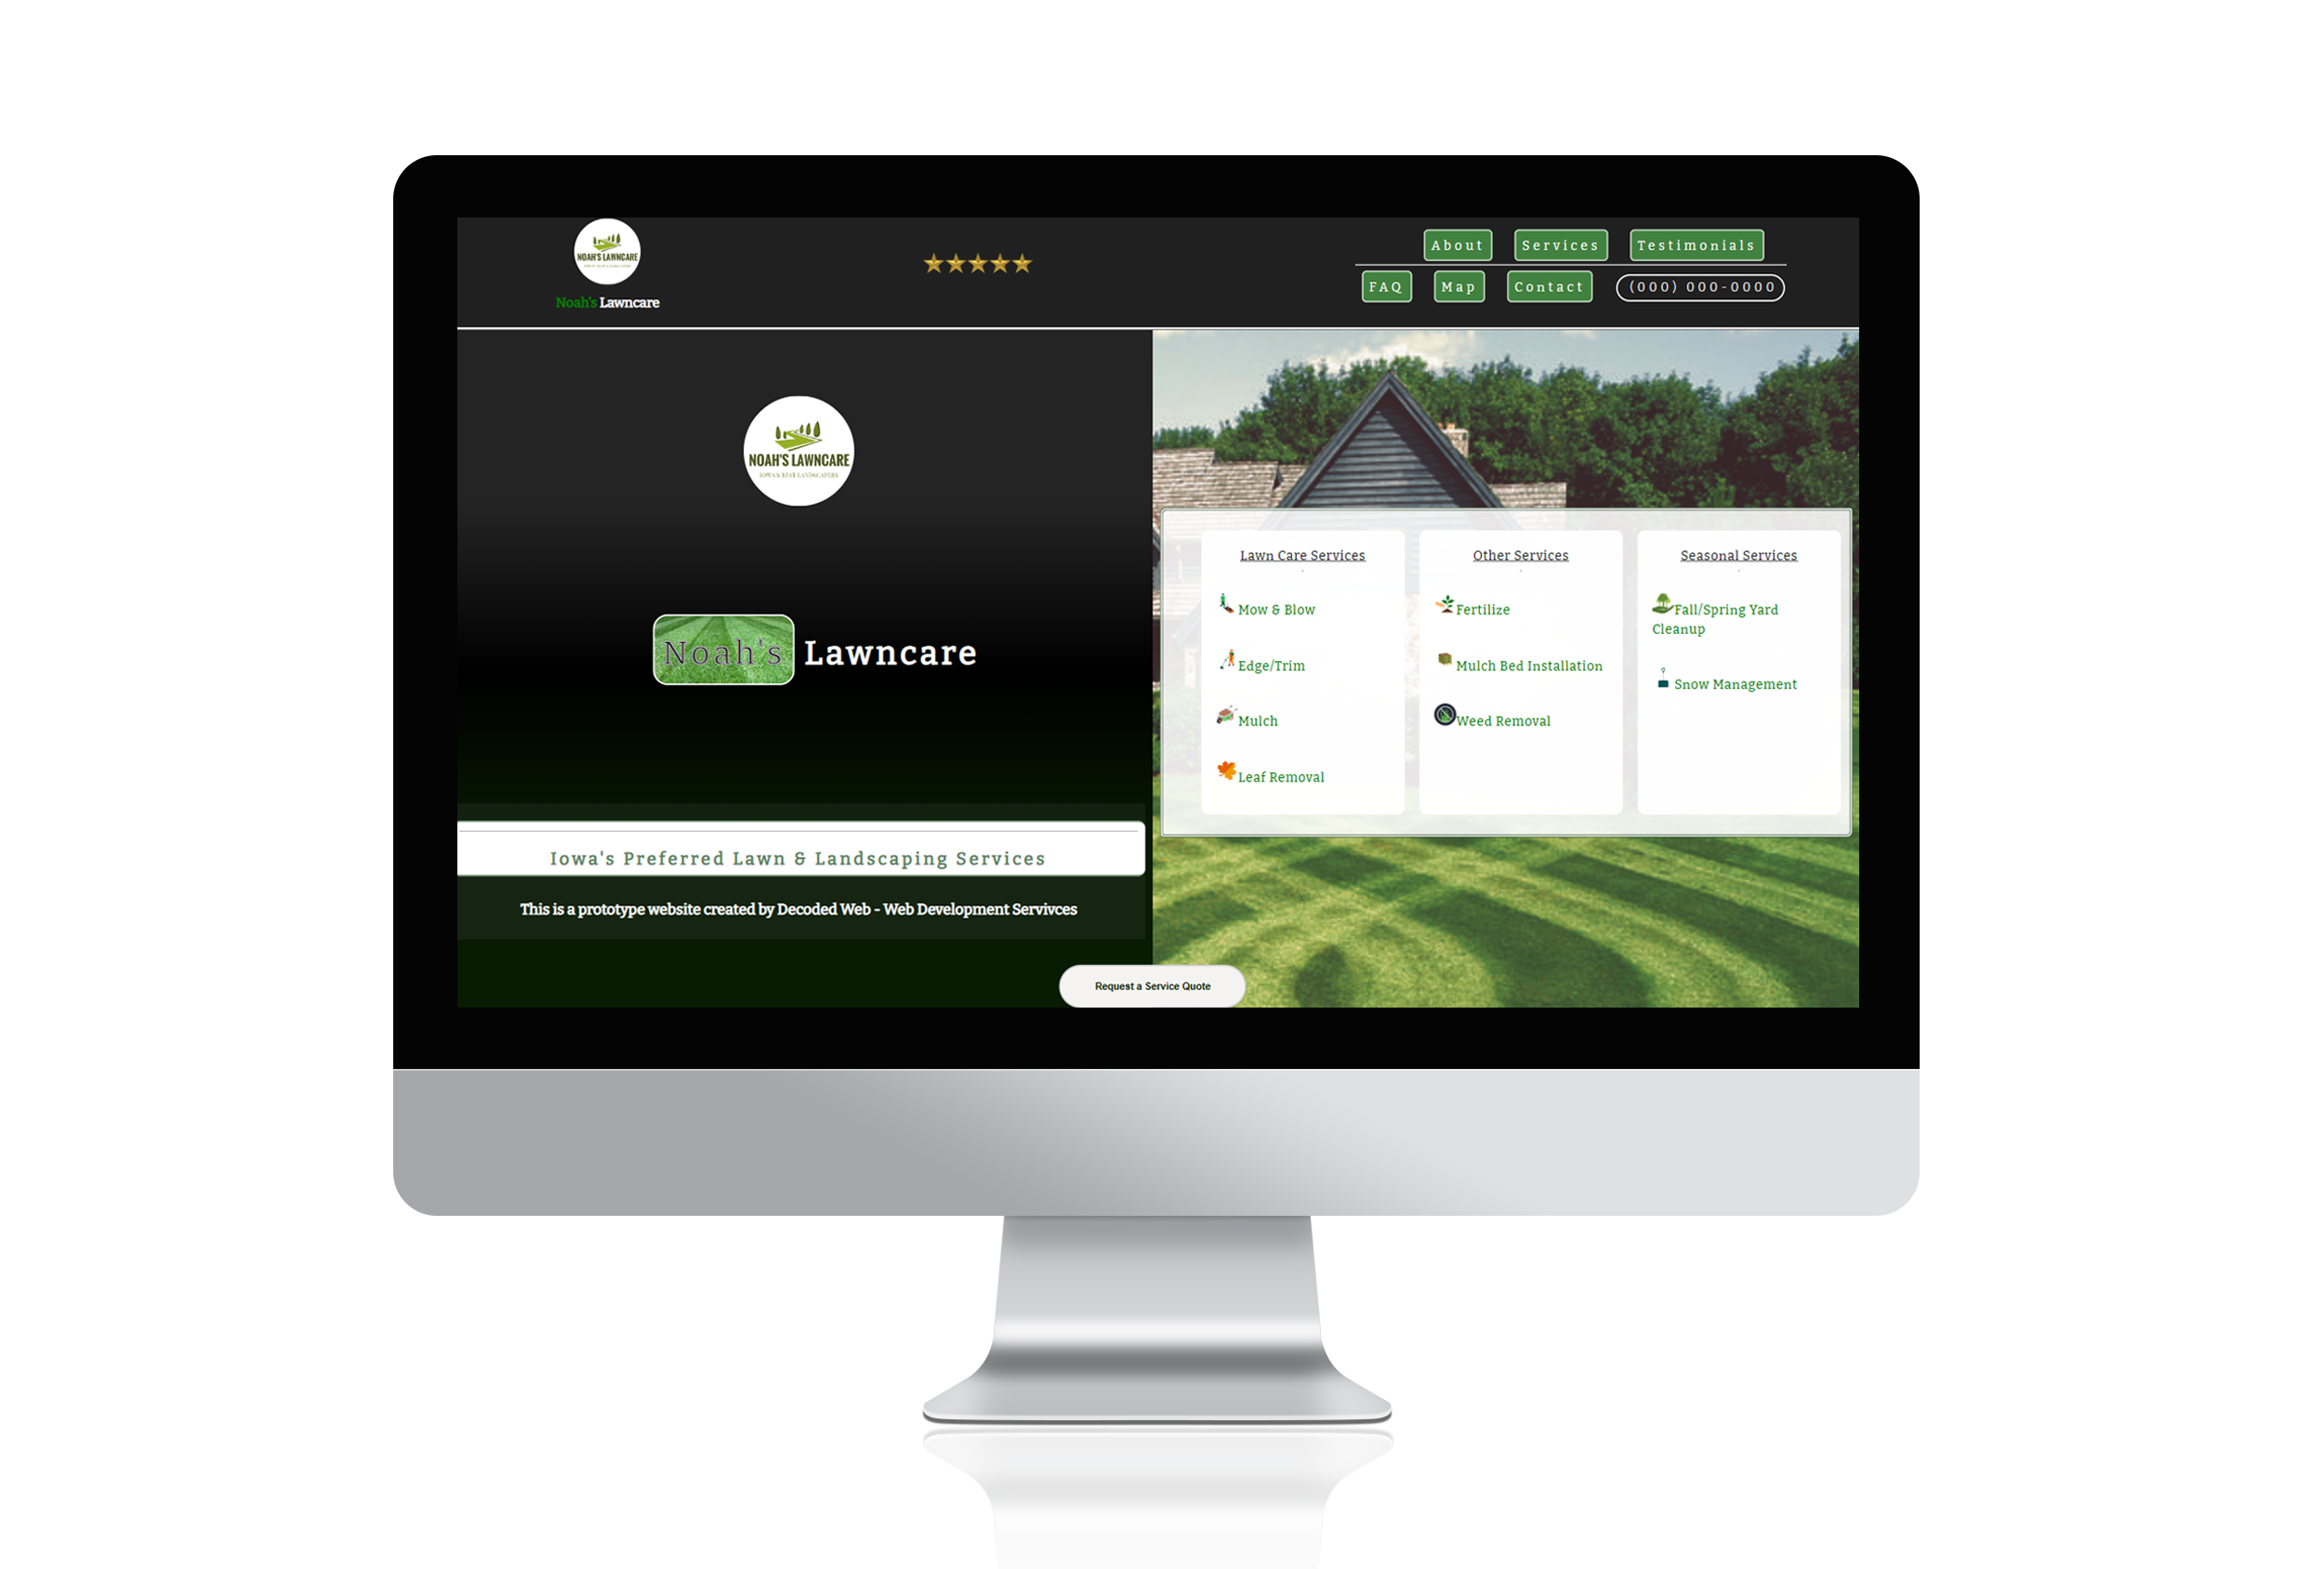 NOAH'S LAWNCARE
Noah's Lawncare
About Services Testimonials
FAQ Map Contact (000) 000-0000
NOAH'S LAWNCARE
IOWA'S BEST LANDSCAPERS
Noah's Lawncare
Iowa's Preferred Lawn & Landscaping Services
This is a prototype website created by Decoded Web - Web Development Servivces
Lawn Care Services
Mow & Blow
Edge/Trim
Mulch
Leaf Removal
Other Services
Fertilize
Mulch Bed Installation
Weed Removal
Seasonal Services
Fall/Spring Yard
Cleanup
Snow Management
Request a Service Quote